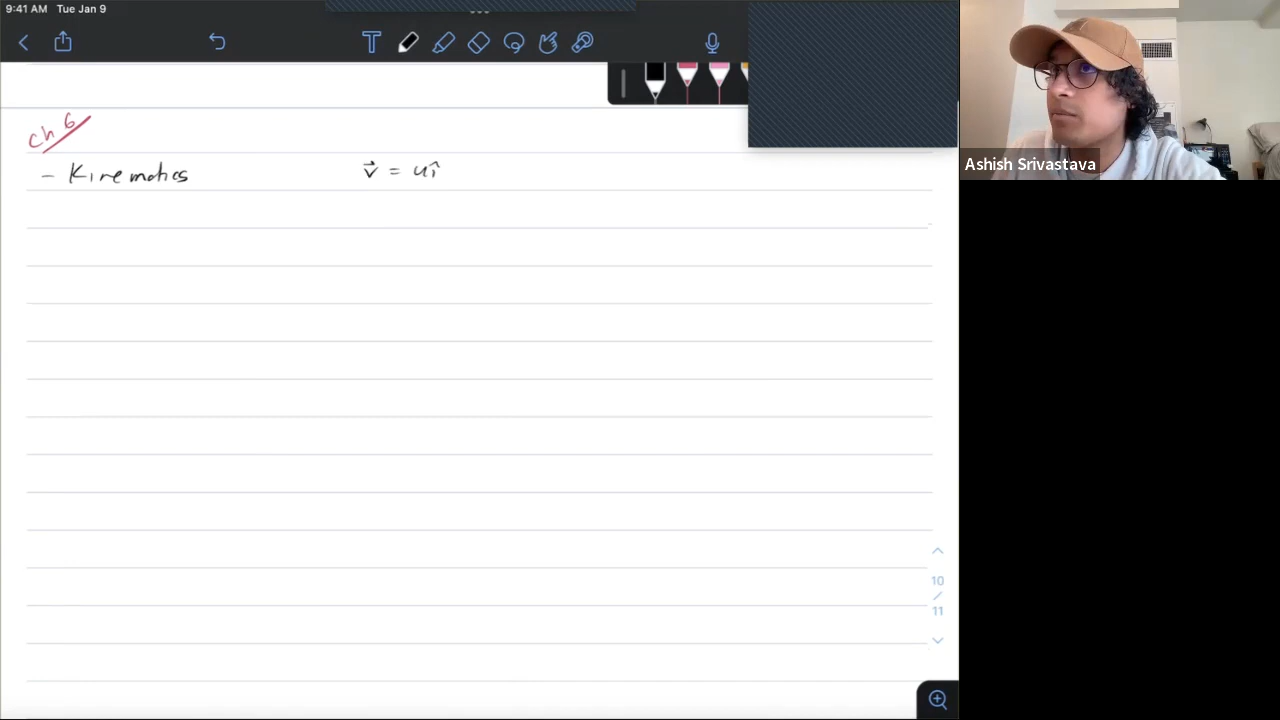 9:41 AM Tue Jan 9
T
Ch 6
- Kinematics
v⃗ = uî
10
/
11
Ashish Srivastava